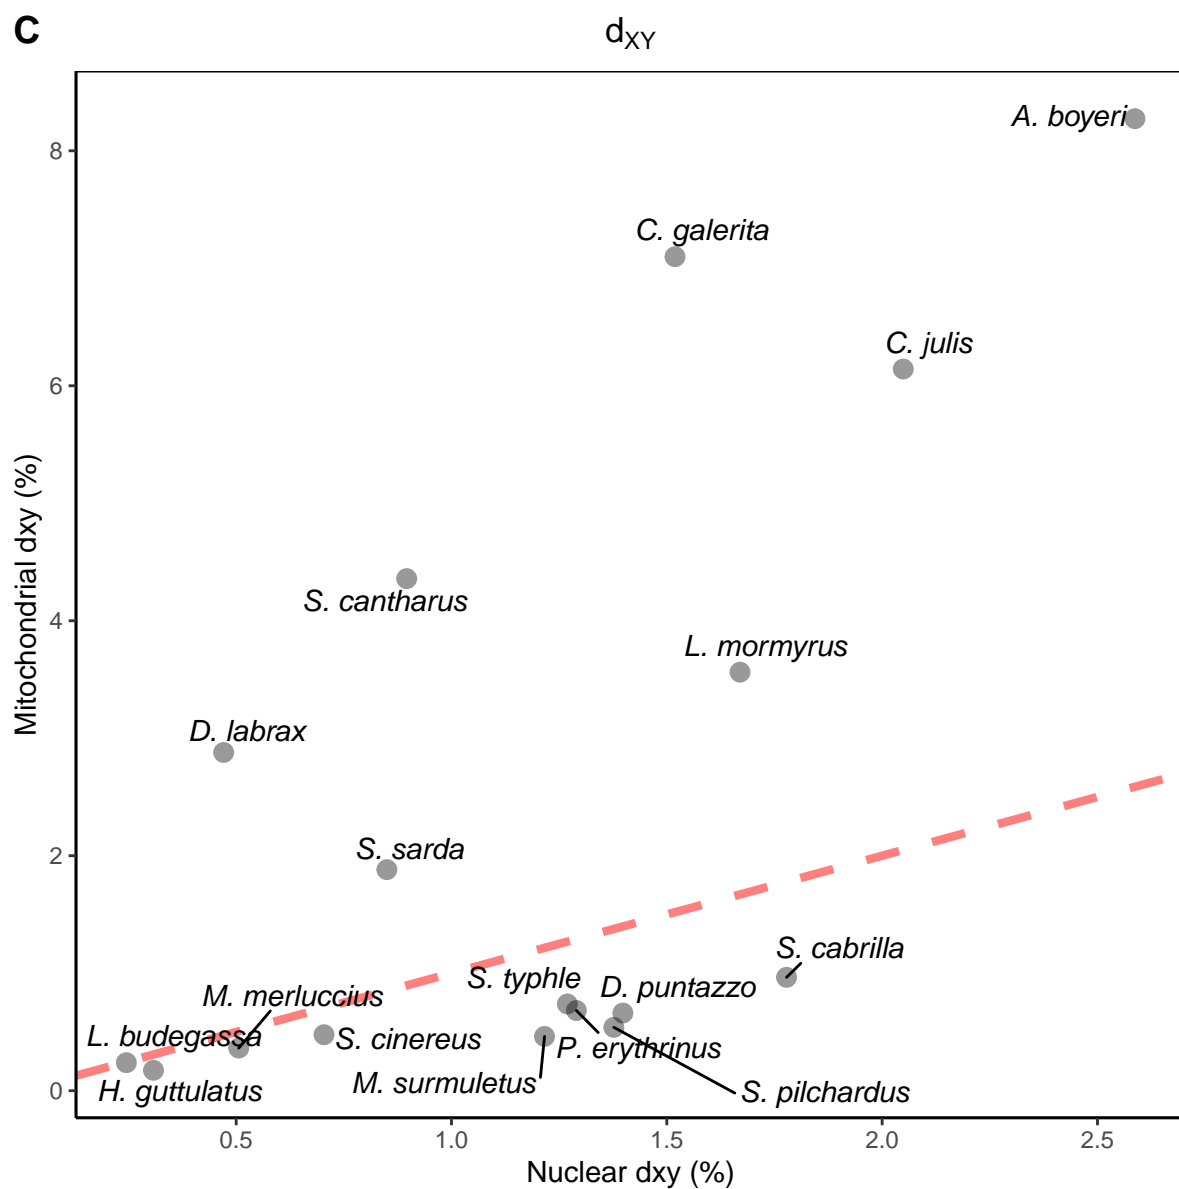 C
dXY
A. boyeri
8
C. galerita
C. julis
6
Mitochondrial dxy (%)
S. cantharus
4
L. mormyrus
D. labrax
S. sarda
2
S. cabrilla
S. typhle
D. puntazzo
M. merluccius
L. budegassa
S. cinereus
P. erythrinus
M. surmuletus
H. guttulatus
S. pilchardus
0
0.5 1.0 1.5 2.0 2.5
Nuclear dxy (%)